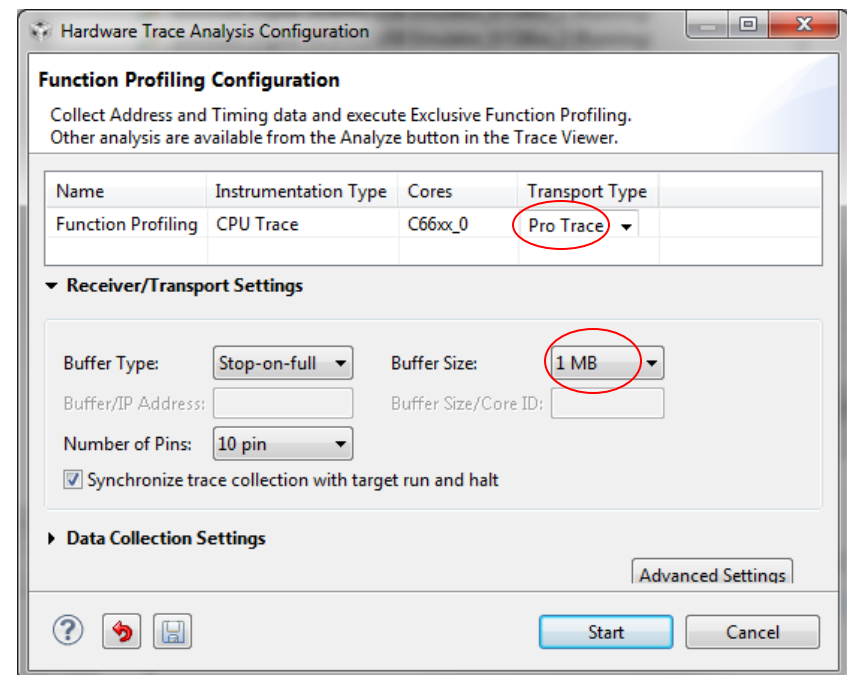 Hardware Trace Analysis Configuration
Function Profiling Configuration
Collect Address and Timing data and execute Exclusive Function Profiling.
Other analysis are available from the Analyze button in the Trace Viewer.
Name Instrumentation Type Cores Transport Type
Function Profiling CPU Trace C66xx_0 Pro Trace
Receiver/Transport Settings
Buffer Type: Stop-on-full Buffer Size: 1 MB
Buffer/IP Address: Buffer Size/Core ID:
Number of Pins: 10 pin
Synchronize trace collection with target run and halt
Data Collection Settings
Advanced Settings
? Start Cancel